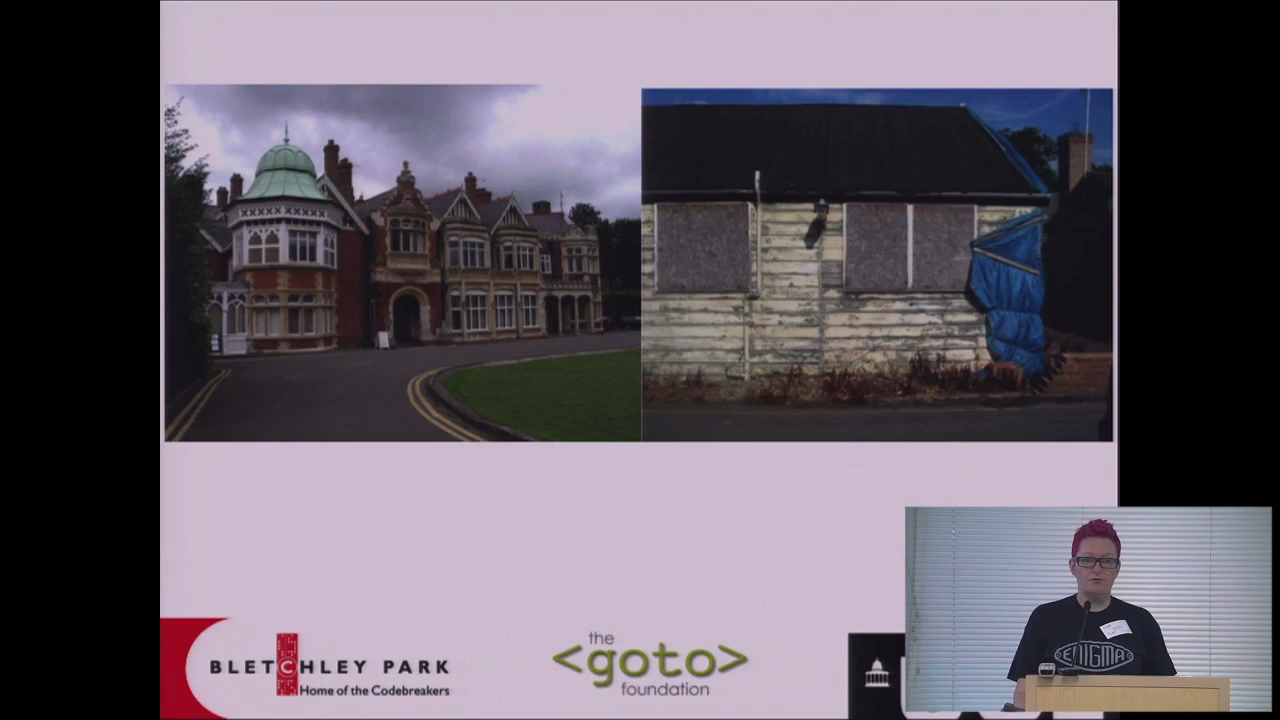 BLETCHLEY PARK
Home of the Codebreakers
the
<goto>
foundation
ENIGMA